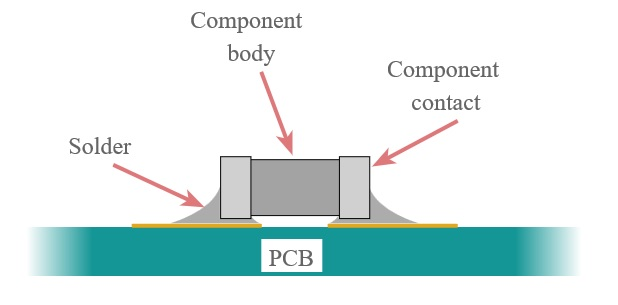 Component
body
Component
contact
Solder
PCB